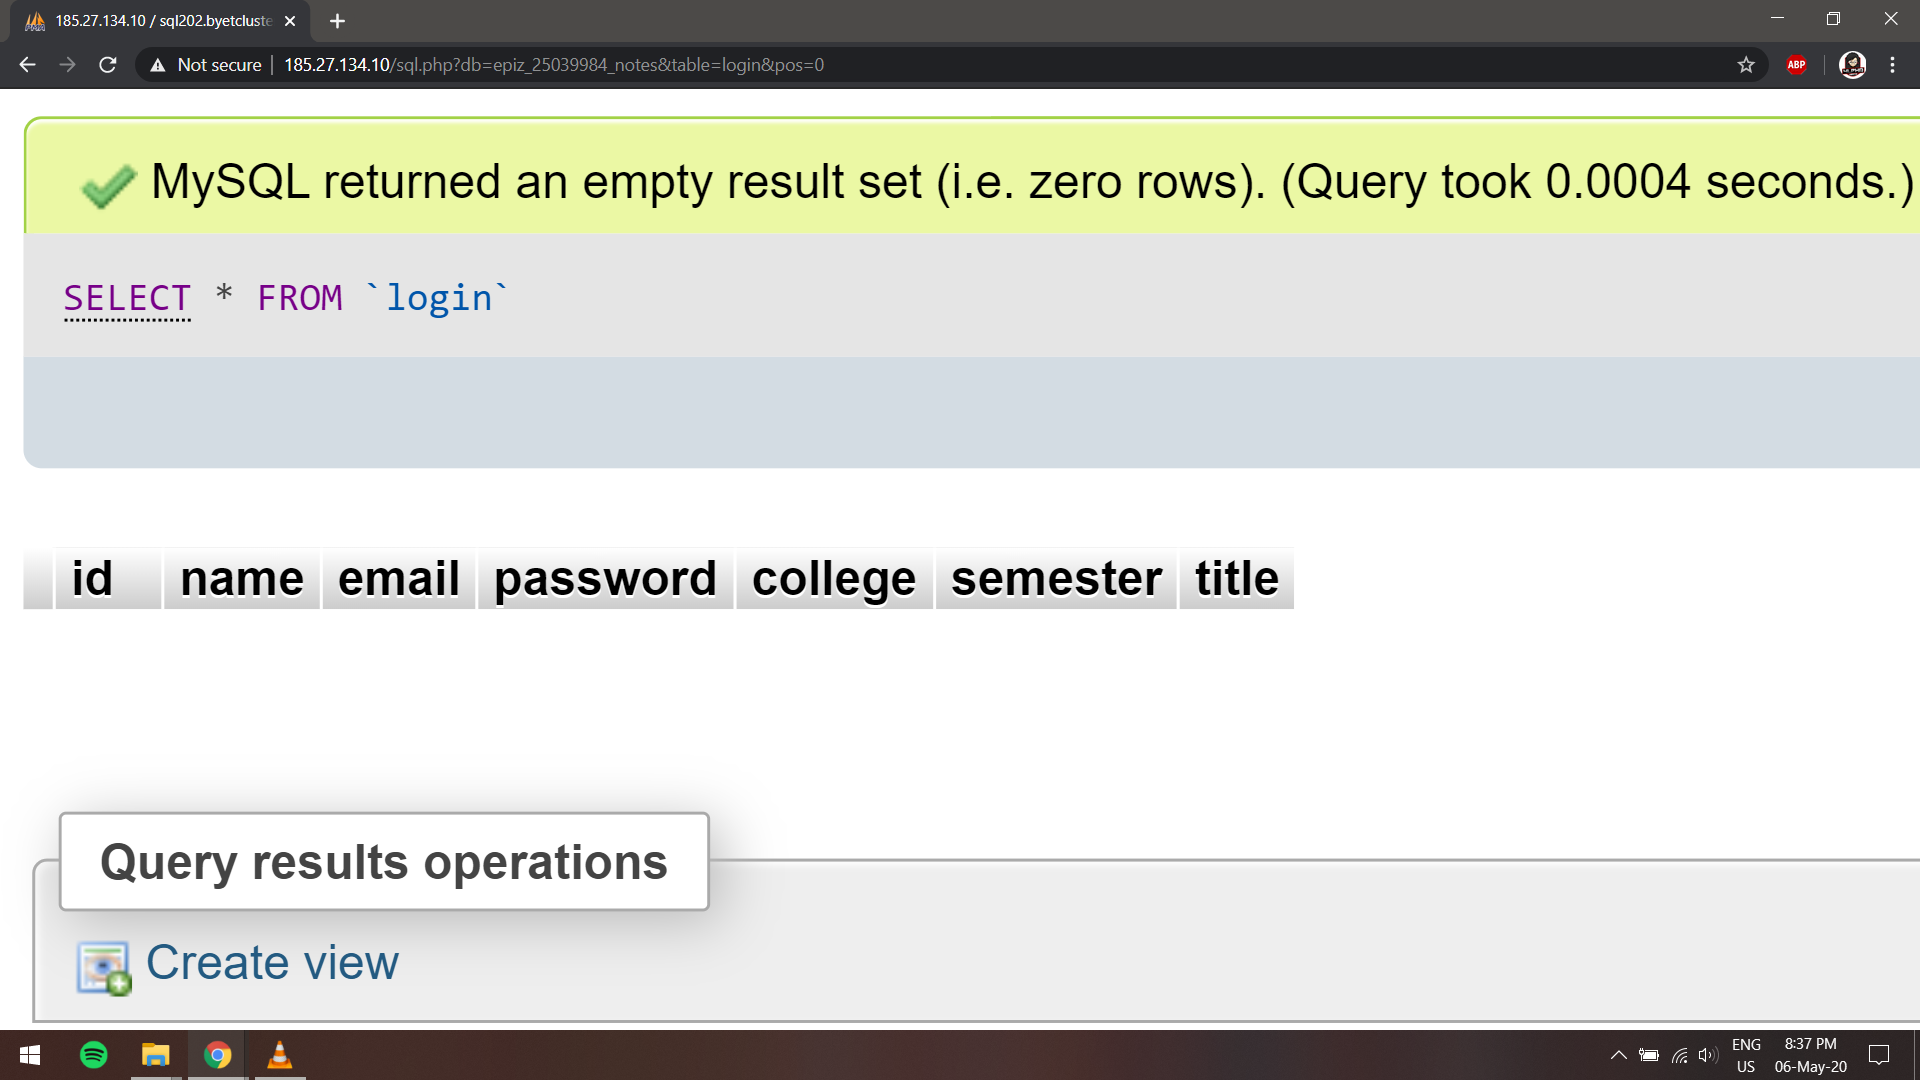 185.27.134.10 / sql202.byetcluste
Not secure
185.27.134.10/sql.php?db=epiz_25039984_notes&table=login&pos=0
ABP
MySQL returned an empty result set (i.e. zero rows). (Query took 0.0004 seconds.)
SELECT * FROM `login`
id name email password college semester title
Query results operations
Create view
ENG 8:37 PM
US 06-May-20